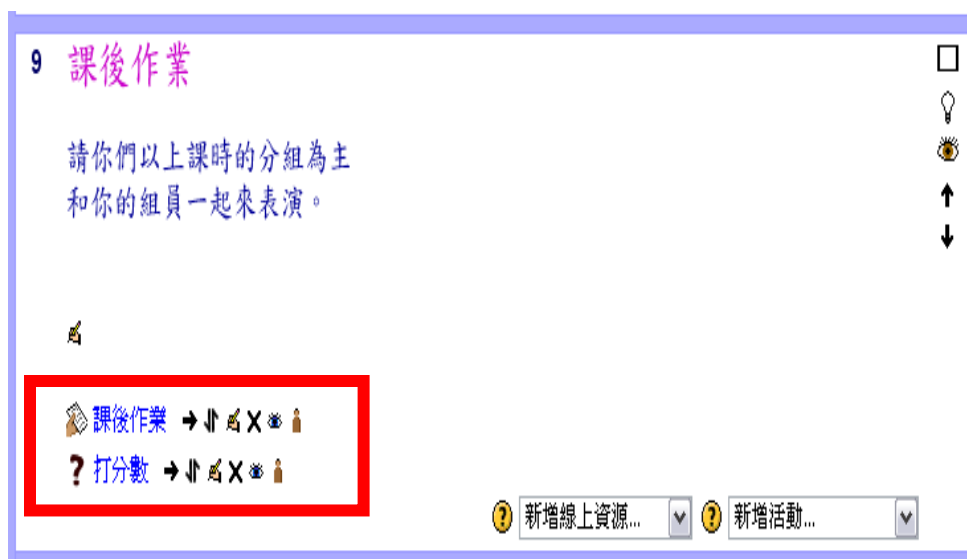 9 課後作業
請你們以上課時的分組為主
和你的組員一起來表演。
課後作業
? 打分數
? 新增線上資源... ? 新增活動...